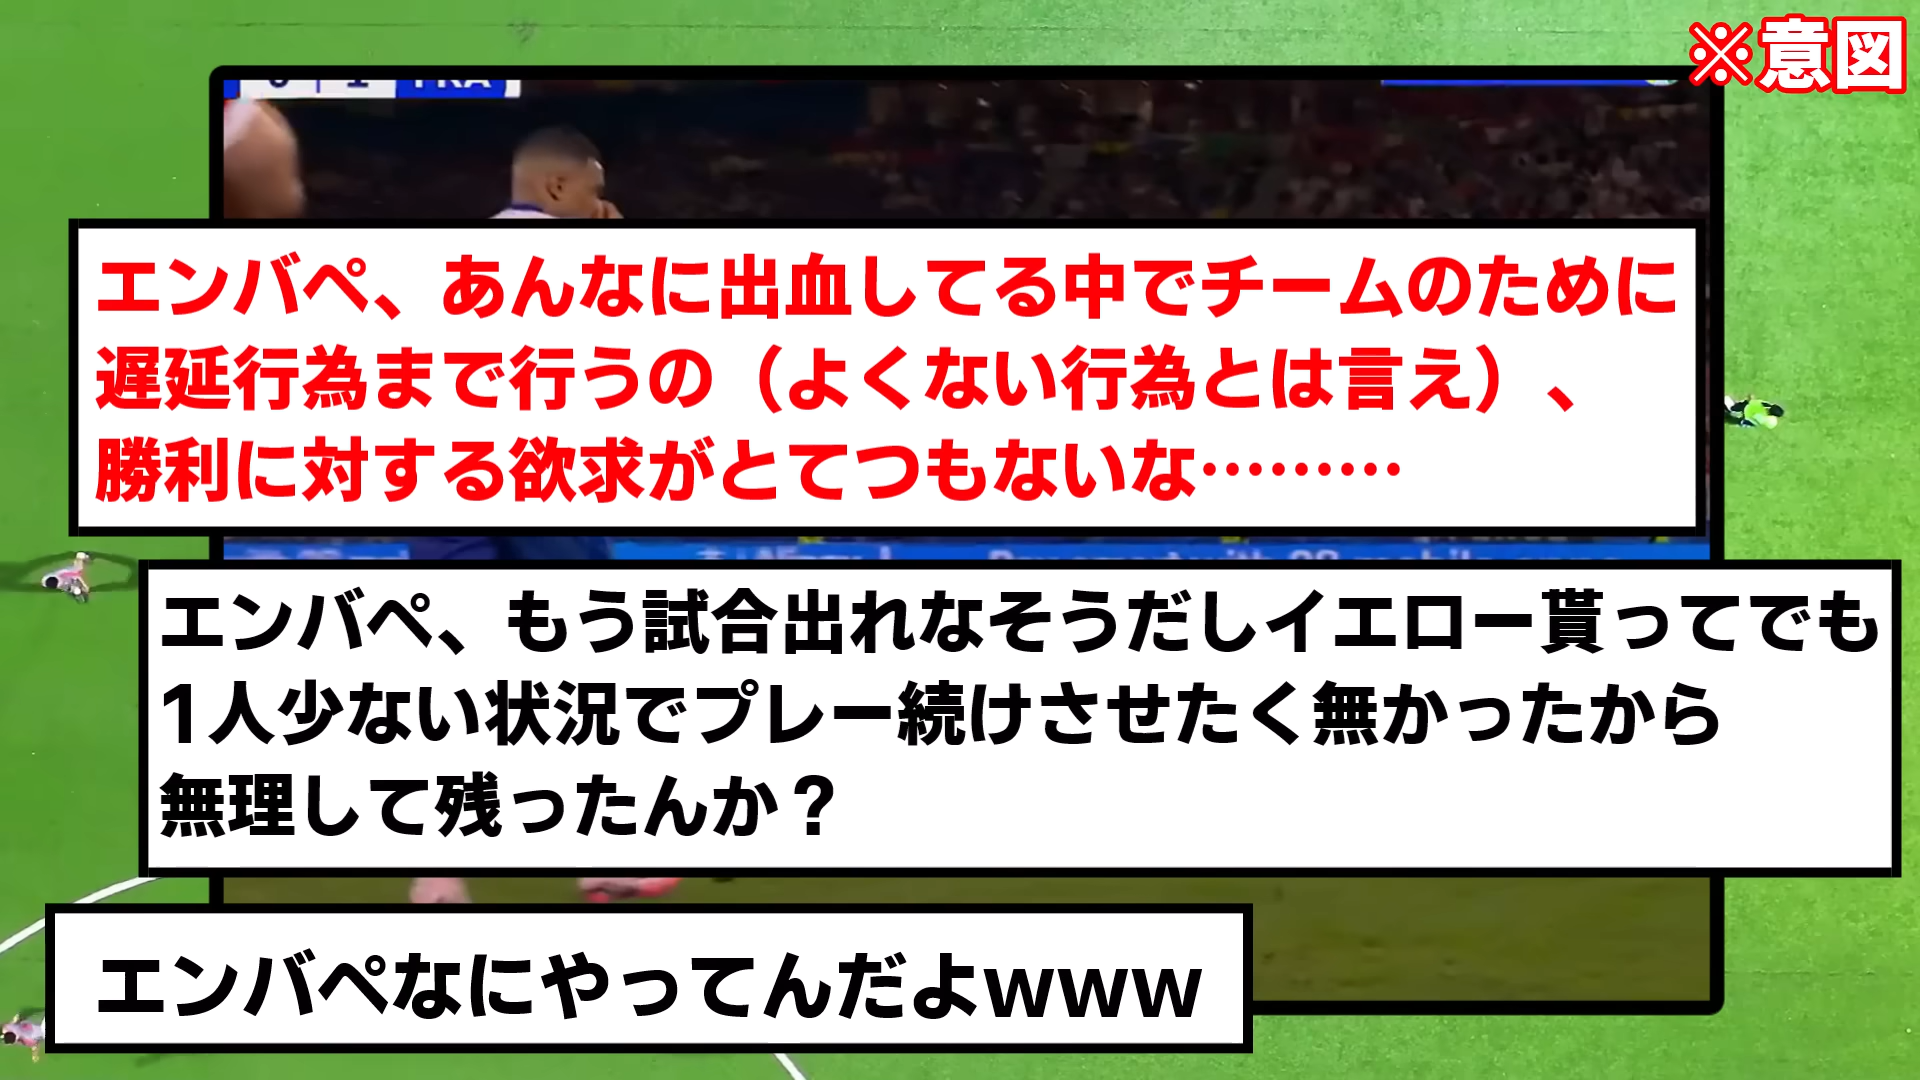 ※意図
FRA
エンバペ、あんなに出血してる中でチームのために
遅延行為まで行うの（よくない行為とは言え）、
勝利に対する欲求がとてつもないな………
エンバペ、もう試合出れなそうだしイエロー貰ってでも
1人少ない状況でプレー続けさせたく無かったから
無理して残ったんか？
エンバペなにやってんだよwww